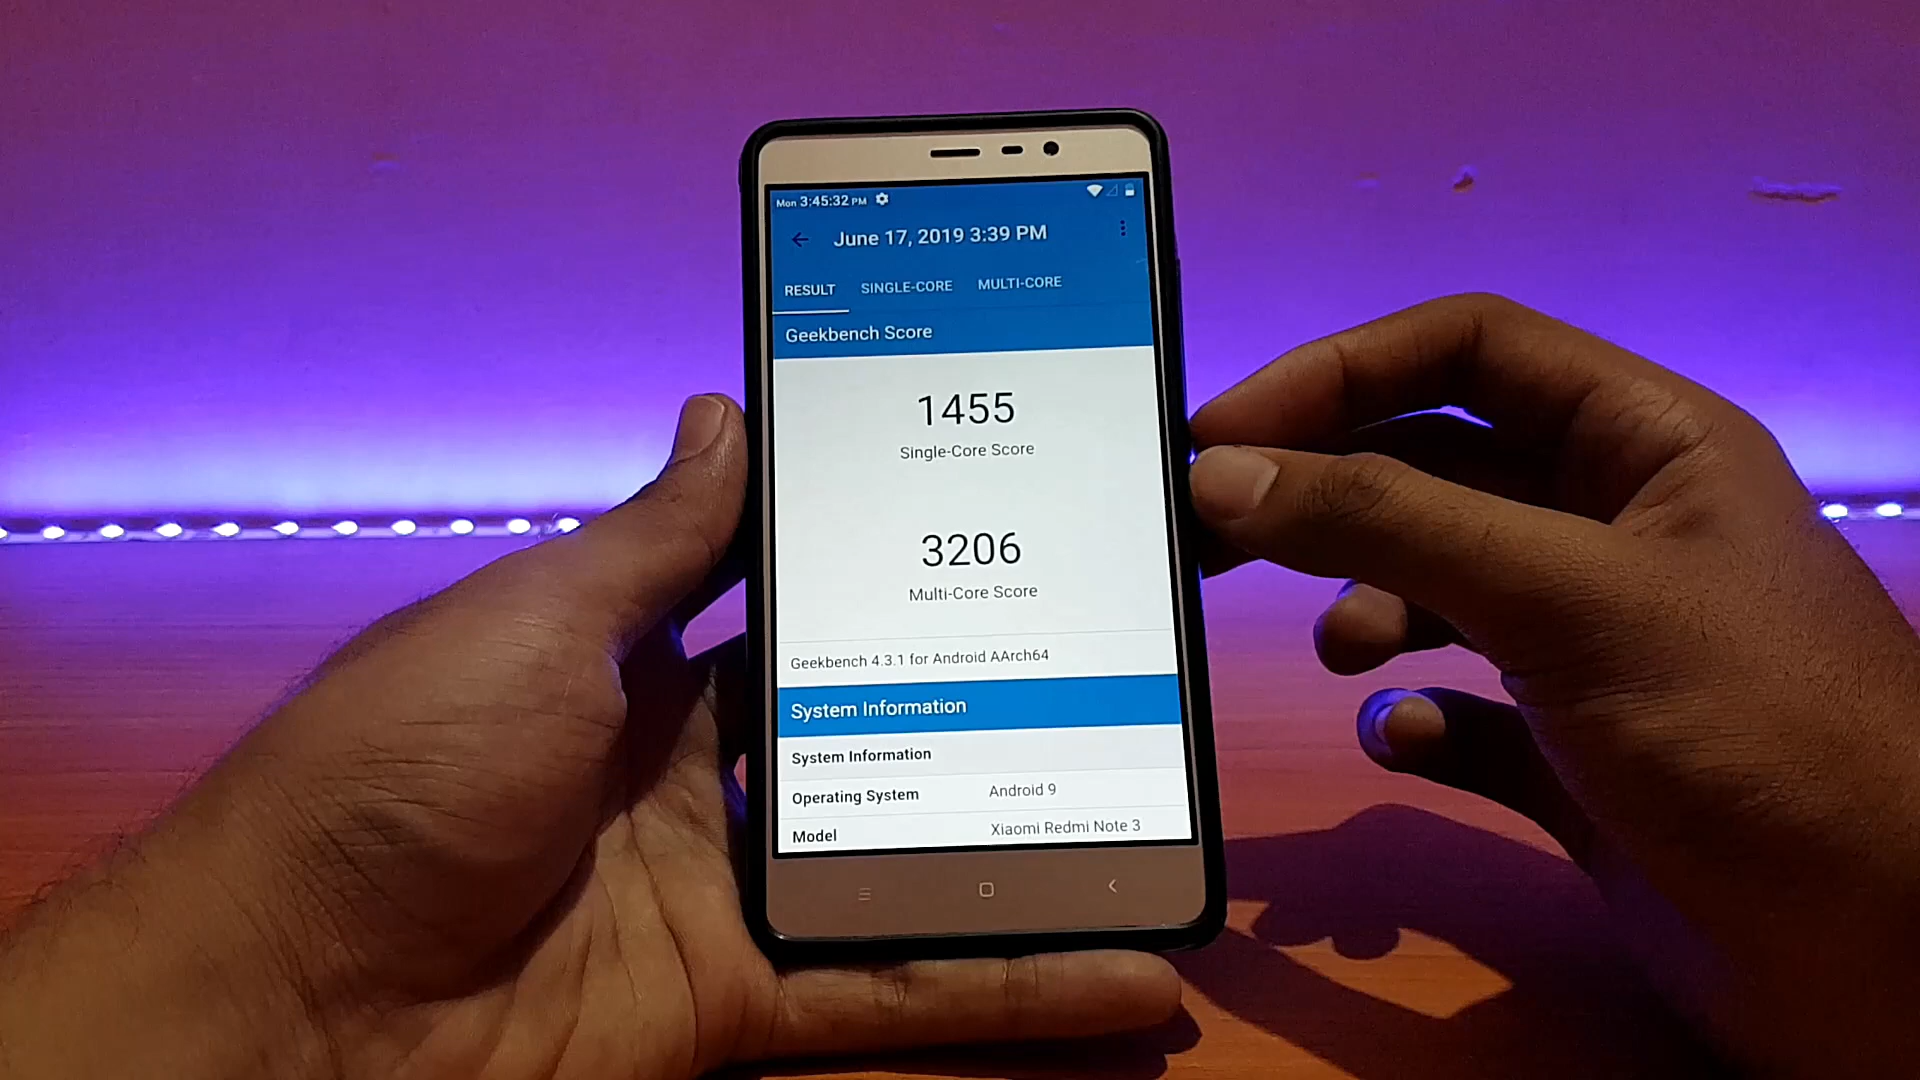 Mon 3:45:32 PM
June 17, 2019 3:39 PM
RESULT SINGLE-CORE MULTI-CORE
Geekbench Score
1455
Single-Core Score
3206
Multi-Core Score
Geekbench 4.3.1 for Android AArch64
System Information
System Information
Operating System Android 9
Model Xiaomi Redmi Note 3